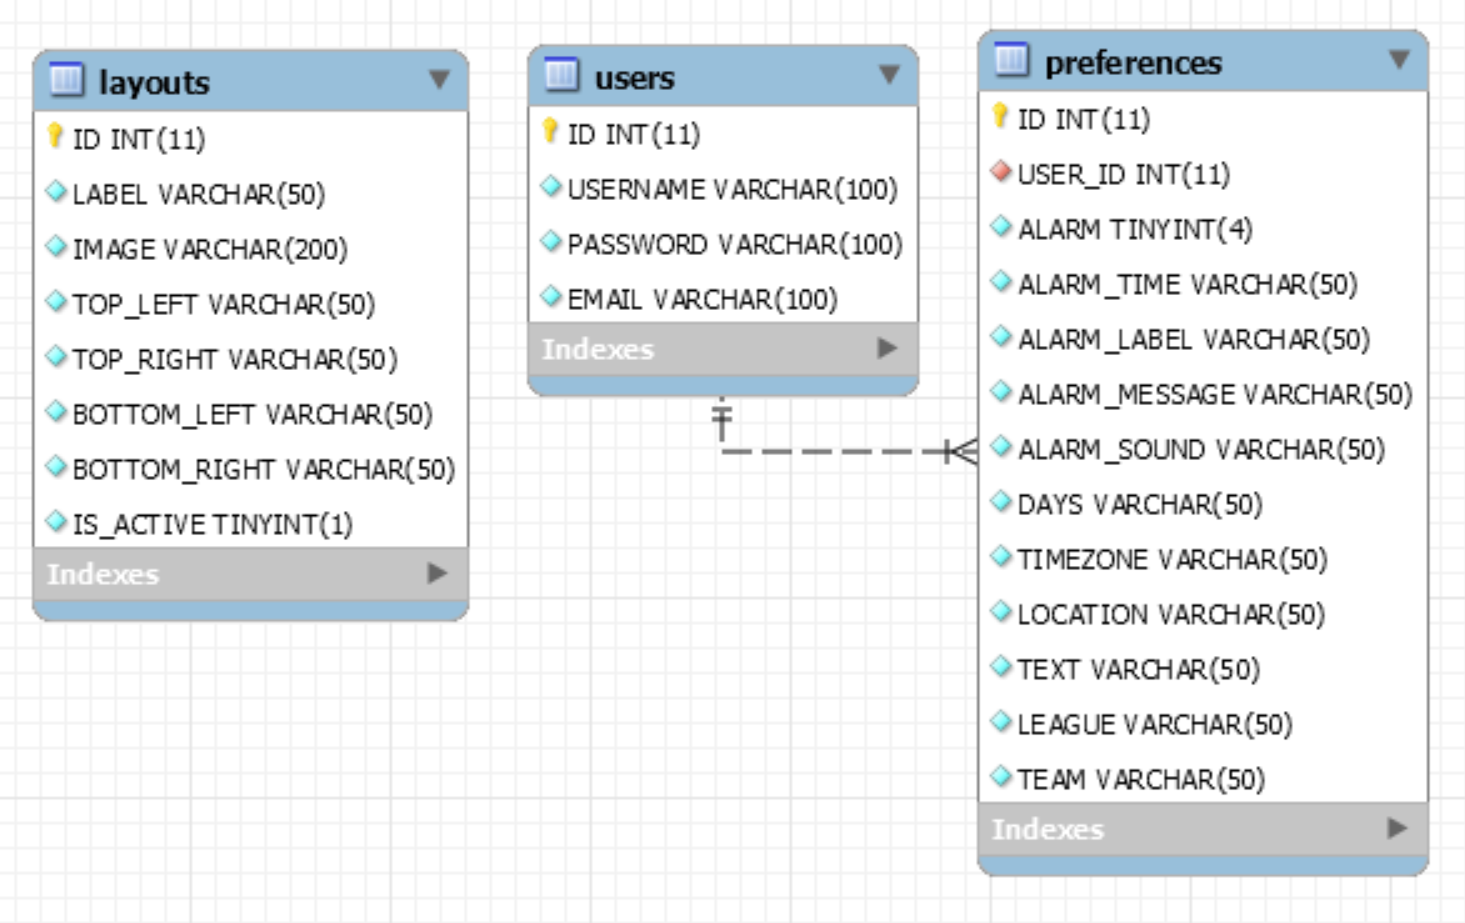 layouts
ID INT(11)
LABEL VARCHAR(50)
IMAGE VARCHAR(200)
TOP_LEFT VARCHAR(50)
TOP_RIGHT VARCHAR(50)
BOTTOM_LEFT VARCHAR(50)
BOTTOM_RIGHT VARCHAR(50)
IS_ACTIVE TINYINT(1)
Indexes
users
ID INT(11)
USERNAME VARCHAR(100)
PASSWORD VARCHAR(100)
EMAIL VARCHAR(100)
Indexes
preferences
ID INT(11)
USER_ID INT(11)
ALARM TINYINT(4)
ALARM_TIME VARCHAR(50)
ALARM_LABEL VARCHAR(50)
ALARM_MESSAGE VARCHAR(50)
ALARM_SOUND VARCHAR(50)
DAYS VARCHAR(50)
TIMEZONE VARCHAR(50)
LOCATION VARCHAR(50)
TEXT VARCHAR(50)
LEAGUE VARCHAR(50)
TEAM VARCHAR(50)
Indexes